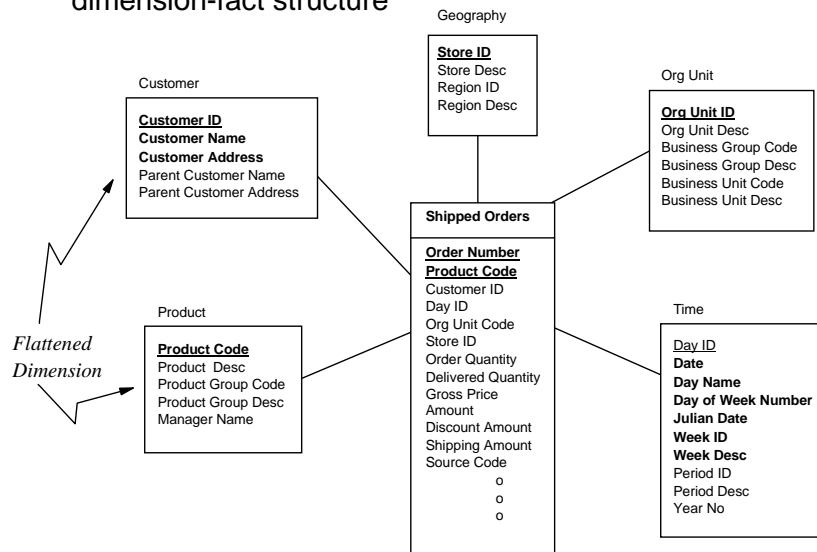 dimension-fact structure
Geography
Store ID
Store Desc
Region ID
Region Desc
Customer
Customer ID
Customer Name
Customer Address
Parent Customer Name
Parent Customer Address
Org Unit
Org Unit ID
Org Unit Desc
Business Group Code
Business Group Desc
Business Unit Code
Business Unit Desc
Shipped Orders
Order Number
Product Code
Customer ID
Day ID
Org Unit Code
Store ID
Order Quantity
Delivered Quantity
Gross Price
Amount
Discount Amount
Shipping Amount
Source Code
o
o
o
Flattened
Dimension
Product
Product Code
Product Desc
Product Group Code
Product Group Desc
Manager Name
Time
Day ID
Date
Day Name
Day of Week Number
Julian Date
Week ID
Week Desc
Period ID
Period Desc
Year No